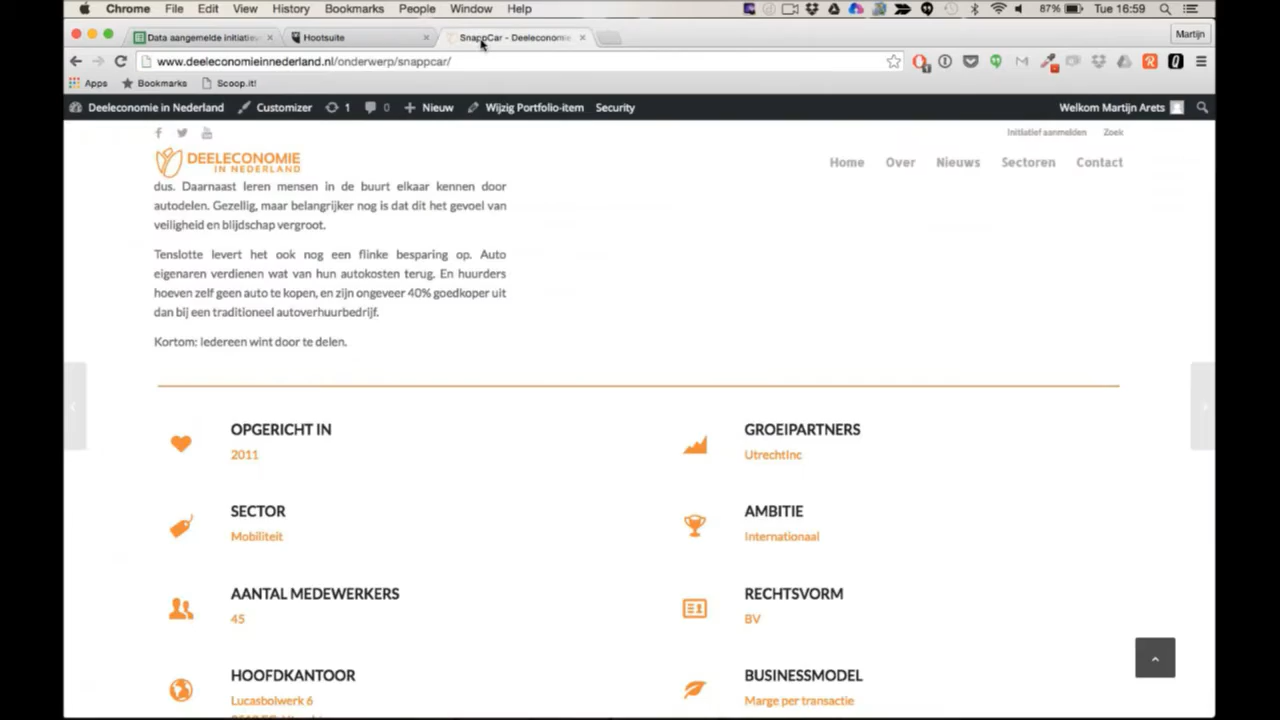 Chrome File Edit View History Bookmarks People Window Help 87% Tue 16:59
Data aangemelde initiatiev Hootsuite SnappCar - Deeleconomie Martijn
www.deeleconomieinnederland.nl/onderwerp/snappcar/
Apps Bookmarks Scoop.it!
Deeleconomie in Nederland Customizer 1 0 Nieuw Wijzig Portfolio-item Security Welkom Martijn Arets
Initiatief aanmelden Zoek
DEELECONOMIE
IN NEDERLAND
Home Over Nieuws Sectoren Contact
dus. Daarnaast leren mensen in de buurt elkaar kennen door
autodelen. Gezellig, maar belangrijker nog is dat dit het gevoel van
veiligheid en blijdschap vergroot.
Tenslotte levert het ook nog een flinke besparing op. Auto
eigenaren verdienen wat van hun autokosten terug. En huurders
hoeven zelf geen auto te kopen, en zijn ongeveer 40% goedkoper uit
dan bij een traditioneel autoverhuurbedrijf.
Kortom: iedereen wint door te delen.
OPGERICHT IN
2011
GROEIPARTNERS
UtrechtInc
SECTOR
Mobiliteit
AMBITIE
Internationaal
AANTAL MEDEWERKERS
45
RECHTSVORM
BV
HOOFDKANTOOR
Lucasbolwerk 6
BUSINESSMODEL
Marge per transactie